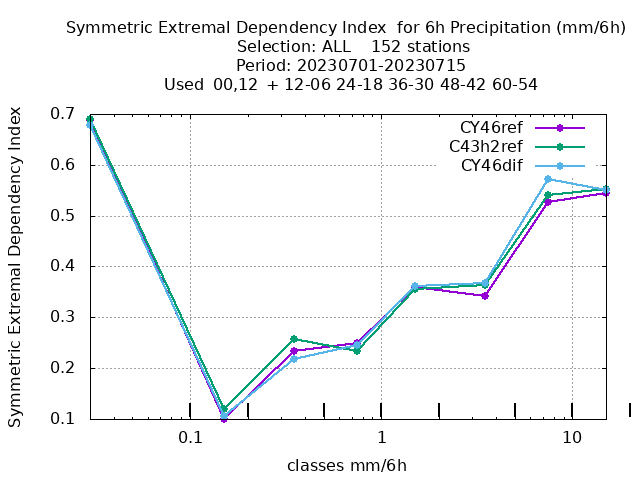 Symmetric Extremal Dependency Index  for 6h Precipitation (mm/6h)
Selection: ALL    152 stations
Period: 20230701-20230715
Used  00,12  + 12-06 24-18 36-30 48-42 60-54
Symmetric Extremal Dependency Index
0.7
0.6
0.5
0.4
0.3
0.2
0.1
CY46ref
C43h2ref
CY46dif
0.1 1 10
classes mm/6h